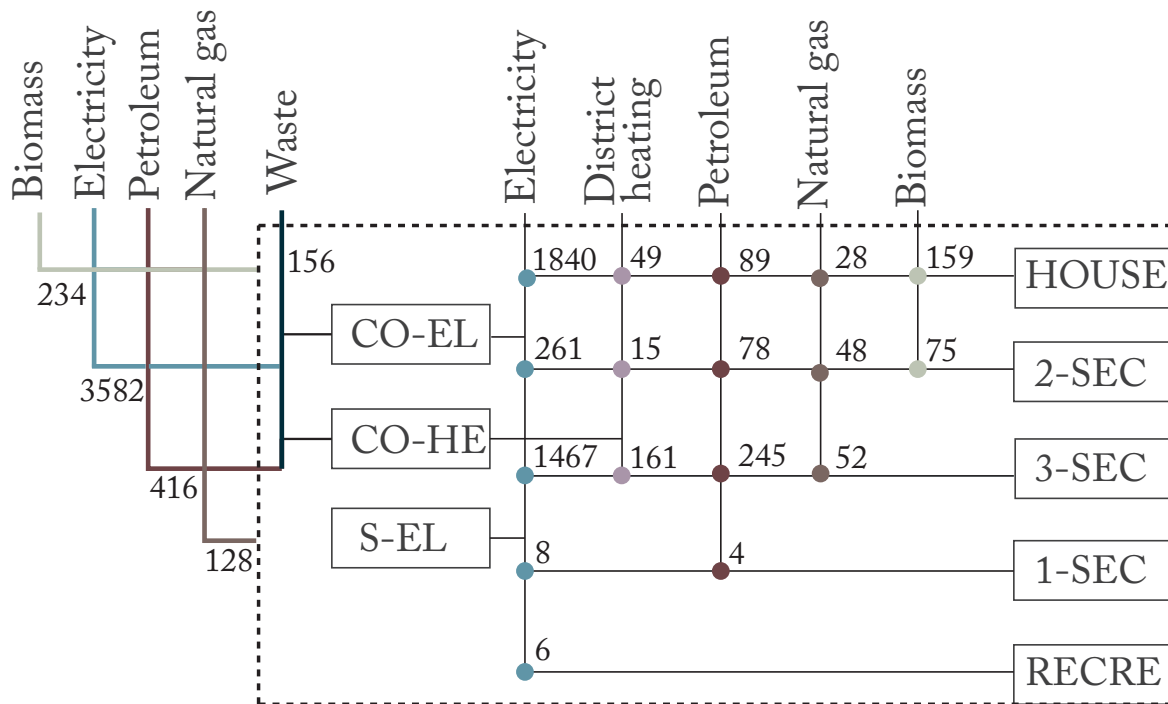 Biomass
Electricity
Petroleum
Natural gas
Waste
Electricity
District
heating
Petroleum
Natural gas
Biomass
156
234
3582
416
128
1840
49
89
28
159
HOUSE
CO-EL
261
15
78
48
75
2-SEC
CO-HE
1467
161
245
52
3-SEC
S-EL
8
4
1-SEC
6
RECRE